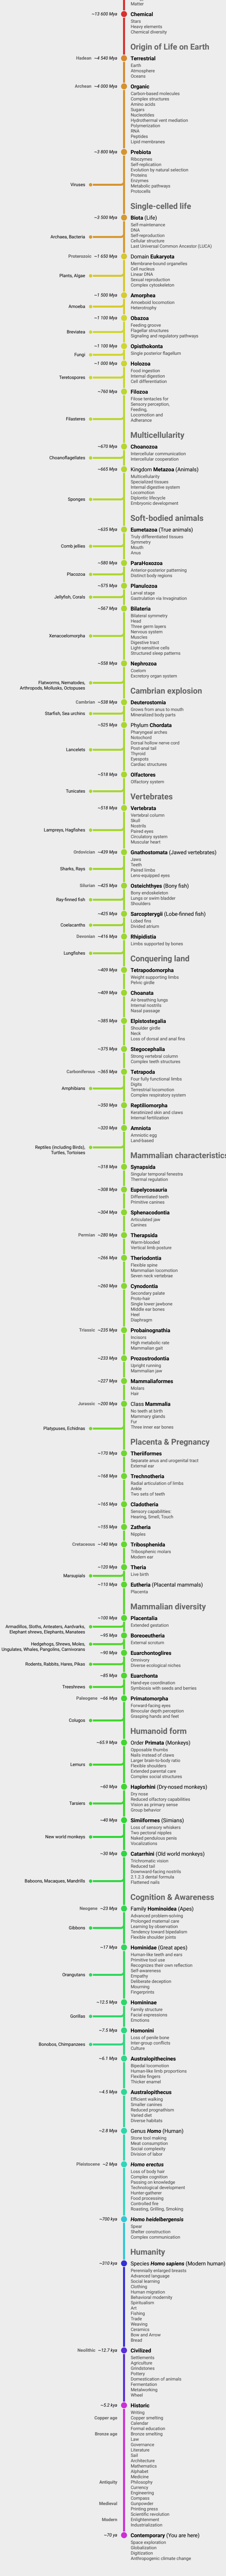 Matter
~13 600 Mya
Chemical
Stars
Heavy elements
Chemical diversity
Origin of Life on Earth
Hadean ~4 540 Mya
Terrestrial
Earth
Atmosphere
Oceans
Archean ~4 000 Mya
Organic
Carbon-based molecules
Complex structures
Amino acids
Sugars
Nucleotides
Hydrothermal vent mediation
Polymerization
RNA
Peptides
Lipid membranes
~3 800 Mya
Prebiota
Ribozymes
Self-replication
Evolution by natural selection
Proteins
Enzymes
Metabolic pathways
Protocells
Viruses
Single-celled life
~3 500 Mya
Biota (Life)
Self-maintenance
DNA
Self-reproduction
Cellular structure
Last Universal Common Ancestor (LUCA)
Archaea, Bacteria
Proterozoic ~1 650 Mya
Domain Eukaryota
Membrane-bound organelles
Cell nucleus
Linear DNA
Sexual reproduction
Complex cytoskeleton
Plants, Algae
~1 500 Mya
Amorphea
Amoeboid locomotion
Heterotrophy
Amoeba
~1 100 Mya
Obazoa
Feeding groove
Flagellar structures
Signaling and regulatory pathways
Breviatea
~1 100 Mya
Opisthokonta
Single posterior flagellum
Fungi
~1 000 Mya
Holozoa
Food ingestion
Internal digestion
Cell differentiation
Teretosporea
~760 Mya
Filozoa
Filose tentacles for
Sensory perception,
Feeding,
Locomotion and
Adherance
Filasterea
Multicellularity
~670 Mya
Choanozoa
Intercellular communication
Intercellular cooperation
Choanoflagellates
~665 Mya
Kingdom Metazoa (Animals)
Multicellularity
Specialized tissues
Internal digestive system
Locomotion
Diplontic lifecycle
Embryonic development
Sponges
Soft-bodied animals
~635 Mya
Eumetazoa (True animals)
Truly differentiated tissues
Symmetry
Mouth
Anus
Comb jellies
~580 Mya
ParaHoxozoa
Anterior-posterior patterning
Distinct body regions
Placozoa
~575 Mya
Planulozoa
Larval stage
Gastrulation via Invagination
Jellyfish, Corals
~567 Mya
Bilateria
Bilateral symmetry
Head
Three germ layers
Nervous system
Muscles
Digestive tract
Light-sensitive cells
Structured sleep patterns
Xenacoelomorpha
~558 Mya
Nephrozoa
Coelom
Excretory organ system
Flatworms, Nematodes,
Arthropods, Mollusks, Octopuses
Cambrian explosion
Cambrian ~538 Mya
Deuterostomia
Grows from anus to mouth
Mineralized body parts
Starfish, Sea urchins
~525 Mya
Phylum Chordata
Pharyngeal arches
Notochord
Dorsal hollow nerve cord
Post-anal tail
Thyroid
Eyespots
Cardiac structures
Lancelets
~518 Mya
Olfactores
Olfactory system
Tunicates
Vertebrates
~518 Mya
Vertebrata
Vertebral column
Skull
Nostrils
Paired eyes
Circulatory system
Muscular heart
Lampreys, Hagfishes
Ordovician ~439 Mya
Gnathostomata (Jawed vertebrates)
Jaws
Teeth
Paired limbs
Lens-equipped eyes
Sharks, Rays
Silurian ~425 Mya
Osteichthyes (Bony fish)
Bony endoskeleton
Lungs or swim bladder
Shoulders
Ray-finned fish
~425 Mya
Sarcopterygii (Lobe-finned fish)
Lobed fins
Divided atrium
Coelacanths
Devonian ~416 Mya
Rhipidistia
Limbs supported by bones
Lungfishes
Conquering land
~409 Mya
Tetrapodomorpha
Weight supporting limbs
Pelvic girdle
~409 Mya
Choanata
Air-breathing lungs
Internal nostrils
Nasal passage
~385 Mya
Elpistostegalia
Shoulder girdle
Neck
Loss of dorsal and anal fins
~375 Mya
Stegocephalia
Strong vertebral column
Complex teeth structures
Carboniferous ~365 Mya
Tetrapoda
Four fully functional limbs
Digits
Terrestrial locomotion
Complex respiratory system
Amphibians
~350 Mya
Reptiliomorpha
Keratinized skin and claws
Internal fertilization
~320 Mya
Amniota
Amniotic egg
Land-based
Reptiles (including Birds),
Turtles, Tortoises
Mammalian characteristics
~318 Mya
Synapsida
Singular temporal fenestra
Thermal regulation
~308 Mya
Eupelycosauria
Differentiated teeth
Primitive canines
~304 Mya
Sphenacodontia
Articulated jaw
Canines
Permian ~280 Mya
Therapsida
Warm-blooded
Vertical limb posture
~266 Mya
Theriodontia
Flexible spine
Mammalian locomotion
Seven neck vertebrae
~260 Mya
Cynodontia
Secondary palate
Proto-hair
Single lower jawbone
Middle ear bones
Heel
Diaphragm
Triassic ~235 Mya
Probainognathia
Incisors
High metabolic rate
Mammalian gait
~233 Mya
Prozostrodontia
Upright running
Mammalian jaw
~227 Mya
Mammaliaformes
Molars
Hair
Jurassic ~200 Mya
Class Mammalia
No teeth at birth
Mammary glands
Fur
Three inner ear bones
Platypuses, Echidnas
Placenta & Pregnancy
~170 Mya
Theriiformes
Separate anus and urogenital tract
External ear
~168 Mya
Trechnotheria
Radial articulation of limbs
Ankle
Two sets of teeth
~165 Mya
Cladotheria
Sensory capabilities:
Hearing, Smell, Touch
~155 Mya
Zatheria
Nipples
Cretaceous ~140 Mya
Tribosphenida
Tribosphenic molars
Modern ear
~120 Mya
Theria
Live birth
Marsupials
~110 Mya
Eutheria (Placental mammals)
Placenta
Mammalian diversity
~100 Mya
Placentalia
Extended gestation
Armadillos, Sloths, Anteaters, Aardvarks,
Elephant shrews, Elephants, Manatees
~95 Mya
Boreoeutheria
External scrotum
Hedgehogs, Shrews, Moles,
Ungulates, Whales, Pangolins, Carnivorans
~90 Mya
Euarchontoglires
Omnivory
Diverse ecological niches
Rodents, Rabbits, Hares, Pikas
~85 Mya
Euarchonta
Hand-eye coordination
Symbiosis with seeds and berries
Treeshrews
Paleogene ~66 Mya
Primatomorpha
Forward-facing eyes
Binocular depth perception
Grasping hands and feet
Colugos
Humanoid form
~65.9 Mya
Order Primata (Monkeys)
Opposable thumbs
Nails instead of claws
Larger brain-to-body ratio
Flexible shoulders
Extended parental care
Complex social structures
Lemurs
~60 Mya
Haplorhini (Dry-nosed monkeys)
Dry nose
Reduced olfactory capabilities
Vision as primary sense
Group behavior
Tarsiers
~40 Mya
Simiiformes (Simians)
Loss of sensory whiskers
Two pectoral nipples
Naked pendulous penis
Vocalizations
New world monkeys
~30 Mya
Catarrhini (Old world monkeys)
Trichromatic vision
Reduced tail
Downward-facing nostrils
2.1.2.3 dental formula
Flattened nails
Baboons, Macaques, Mandrills
Cognition & Awareness
Neogene ~23 Mya
Family Hominoidea (Apes)
Advanced problem-solving
Prolonged maternal care
Learning by observation
Tendency toward bipedalism
Flexible shoulder joints
Gibbons
~17 Mya
Hominidae (Great apes)
Human-like teeth and ears
Primitive tool use
Recognizes their own reflection
Self-awareness
Empathy
Deliberate deception
Mourning
Fingerprints
Orangutans
~12.5 Mya
Homininae
Family structure
Facial expressions
Emotions
Gorillas
~7.5 Mya
Hominini
Loss of penile bone
Inter-group conflicts
Culture
Bonobos, Chimpanzees
~6.1 Mya
Australopithecines
Bipedal locomotion
Human-like limb proportions
Flexible fingers
Thicker enamel
~4.5 Mya
Australopithecus
Efficient walking
Smaller canines
Reduced prognathism
Varied diet
Diverse habitats
~2.8 Mya
Genus Homo (Human)
Stone tool making
Meat consumption
Social complexity
Division of labor
Pleistocene ~2 Mya
Homo erectus
Loss of body hair
Complex cognition
Passing on knowledge
Technological development
Hunter-gatherer
Food processing
Controlled fire
Roasting, Grilling, Smoking
~700 kya
Homo heidelbergensis
Spear
Shelter construction
Complex communication
Humanity
~310 kya
Species Homo sapiens (Modern human)
Perennially enlarged breasts
Advanced language
Social learning
Clothing
Human migration
Behavioral modernity
Spiritualism
Art
Fishing
Trade
Weaving
Ceramics
Bow and Arrow
Bread
Neolithic ~12.7 kya
Civilized
Settlements
Agriculture
Grindstones
Pottery
Domestication of animals
Fermentation
Metalworking
Wheel
~5.2 kya
Historic
Writing
Copper age
Copper smelting
Calendar
Formal education
Bronze age
Bronze smelting
Law
Governance
Literature
Sail
Architecture
Mathematics
Alphabet
Medicine
Antiquity
Philosophy
Currency
Engineering
Compass
Medieval
Gunpowder
Printing press
Scientific revolution
Modern
Enlightenment
Industrialization
~70 ya
Contemporary (You are here)
Space exploration
Globalization
Digitization
Anthropogenic climate change